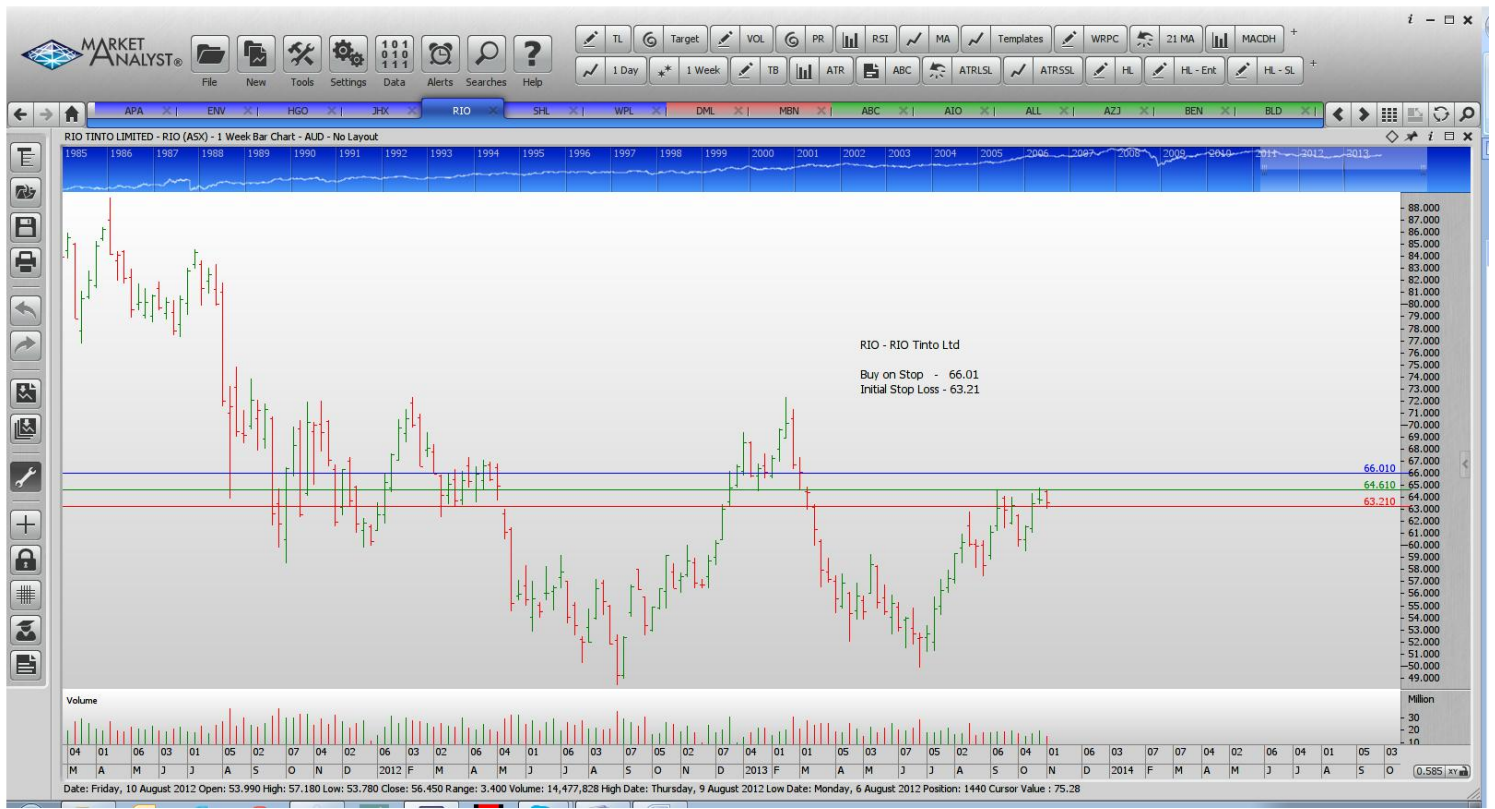 i
MARKET
ANALYST®
File
New
Tools
Settings
1 0 1
0 1 0
1 1 1
Data
Alerts
Searches
?
Help
TL
Target
VOL
PR
RSI
MA
Templates
WRPC
21 MA
MACDH
+
1 Day
1 Week
TB
ATR
ABC
ATRLSL
ATRSSL
HL
HL - Ent
HL - SL
+
APA
ENV
HGO
JHX
RIO
SHL
WPL
DML
MBN
ABC
AIO
ALL
AZJ
BEN
BLD
RIO TINTO LIMITED - RIO (ASX) - 1 Week Bar Chart - AUD - No Layout
i
1985 1986 1987 1988 1989 1990 1991 1992 1993 1994 1995 1996 1997 1998 1999 2000 2001 2002 2003 2004 2005 2006 2007 2008 2009 2010 2011 2012 2013
RIO - RIO Tinto Ltd
Buy on Stop - 66.01
Initial Stop Loss - 63.21
66.010
64.610
63.210
88.000
87.000
86.000
85.000
84.000
83.000
82.000
81.000
80.000
79.000
78.000
77.000
76.000
75.000
74.000
73.000
72.000
71.000
70.000
69.000
68.000
67.000
66.000
65.000
64.000
63.000
62.000
61.000
60.000
59.000
58.000
57.000
56.000
55.000
54.000
53.000
52.000
51.000
50.000
49.000
Volume
Million
30
20
10
04 01 06 03 01 05 02 07 04 02 06 03 02 06 04 01 06 03 07 05 02 07 04 01 01 05 03 07 05 02 06 04 01 06 03 07 07 04 02 06 04 01 05 03
M A M J J A S O N D 2012 F M A M J J A S O N D 2013 F M A M J J A S O N D 2014 F M A M J J A S O
0.585 XY
Date: Friday, 10 August 2012 Open: 53.990 High: 57.180 Low: 53.780 Close: 56.450 Range: 3.400 Volume: 14,477,828 High Date: Thursday, 9 August 2012 Low Date: Monday, 6 August 2012 Position: 1440 Cursor Value : 75.28